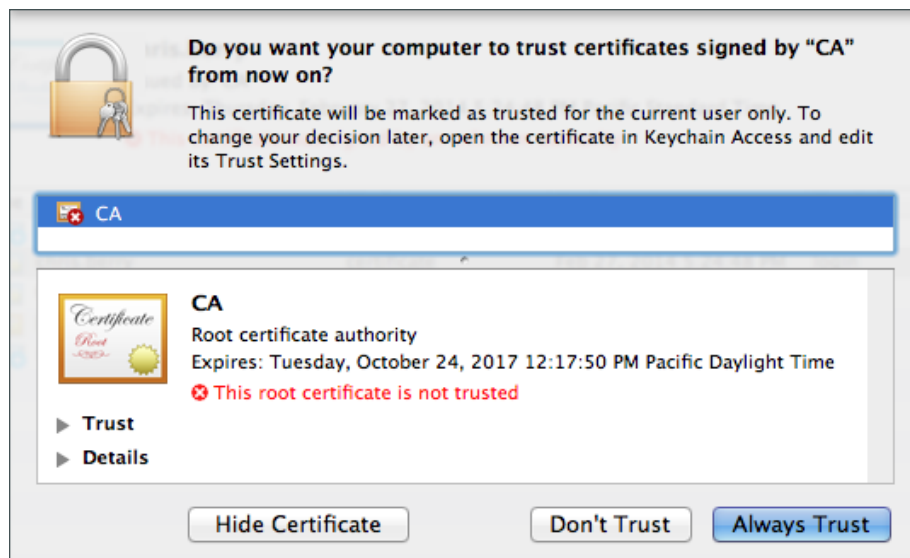 Do you want your computer to trust certificates signed by “CA”
from now on?
This certificate will be marked as trusted for the current user only. To
change your decision later, open the certificate in Keychain Access and edit
its Trust Settings.
CA
Certificate
Root
CA
Root certificate authority
Expires: Tuesday, October 24, 2017 12:17:50 PM Pacific Daylight Time
This root certificate is not trusted
Trust
Details
Hide Certificate
Don't Trust
Always Trust